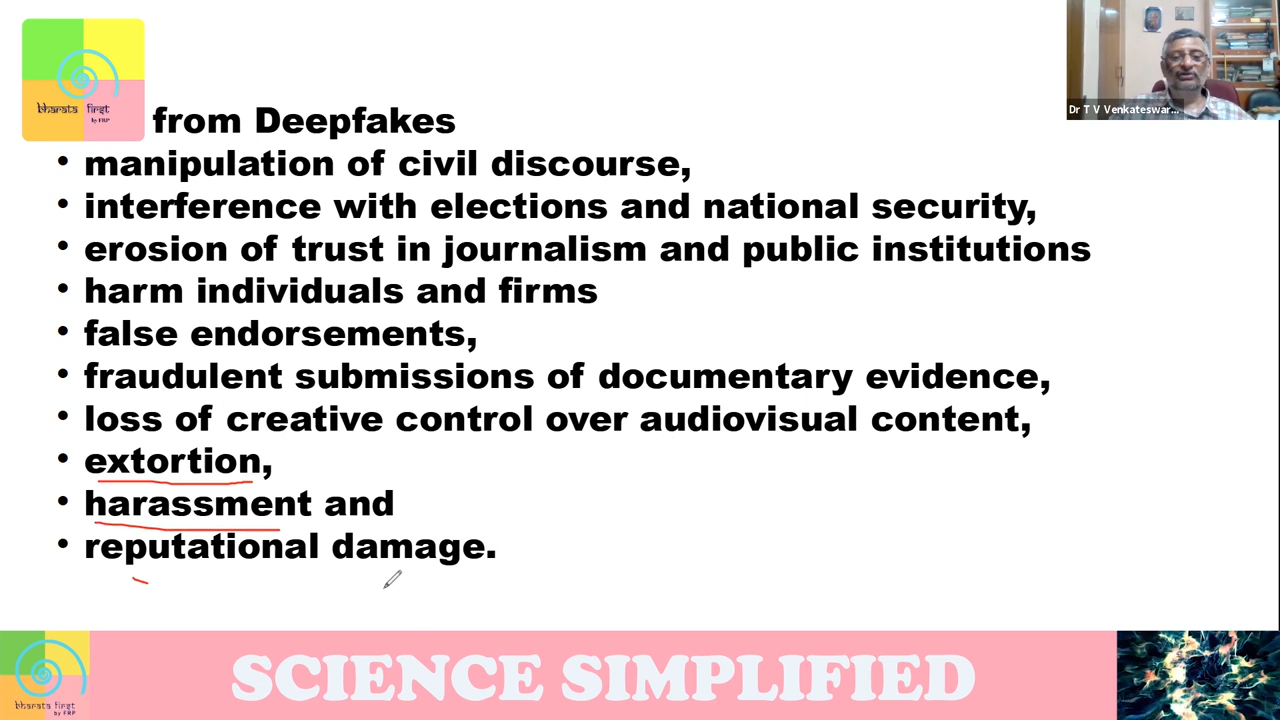 bharata first
by FRP
from Deepfakes
Dr T V Venkateswar...
• manipulation of civil discourse,
• interference with elections and national security,
• erosion of trust in journalism and public institutions
• harm individuals and firms
• false endorsements,
• fraudulent submissions of documentary evidence,
• loss of creative control over audiovisual content,
• extortion,
• harassment and
• reputational damage.
SCIENCE SIMPLIFIED
bharata first
by FRP